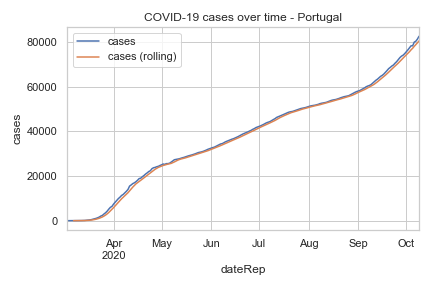 COVID-19 cases over time - Portugal
cases
cases (rolling)
80000
60000
40000
20000
0
cases
Apr May Jun Jul Aug Sep Oct
2020
dateRep